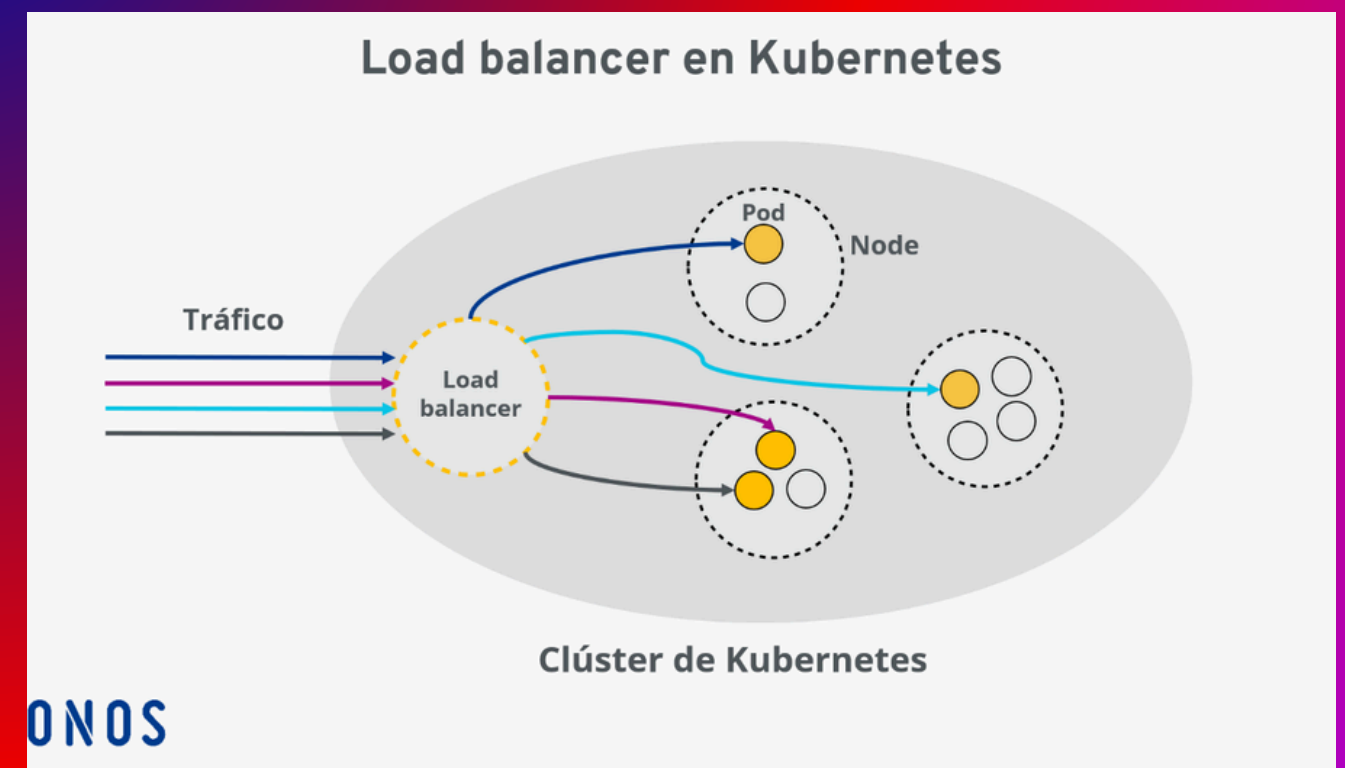 Load balancer en Kubernetes
Pod
Node
Tráfico
Load
balancer
Clúster de Kubernetes
ONOS